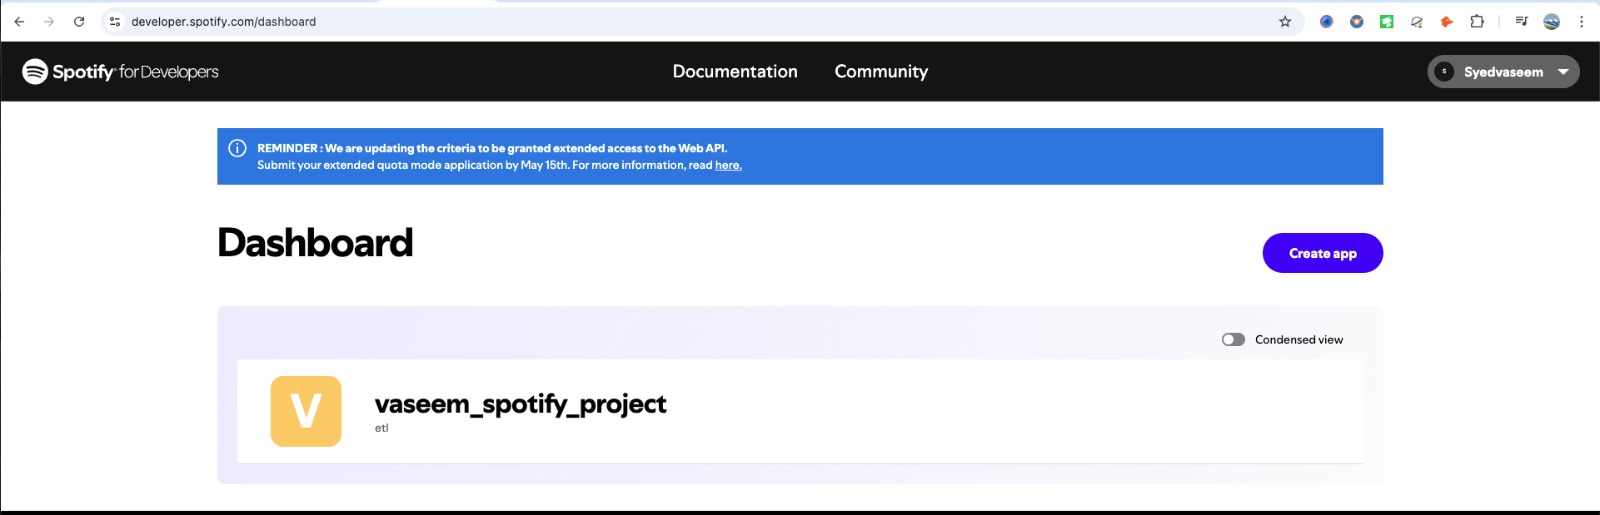 developer.spotify.com/dashboard
Spotify for Developers
Documentation
Community
S
Syedvaseem
REMINDER : We are updating the criteria to be granted extended access to the Web API.
Submit your extended quota mode application by May 15th. For more information, read here.
Dashboard
Create app
Condensed view
V
vaseem_spotify_project
etl